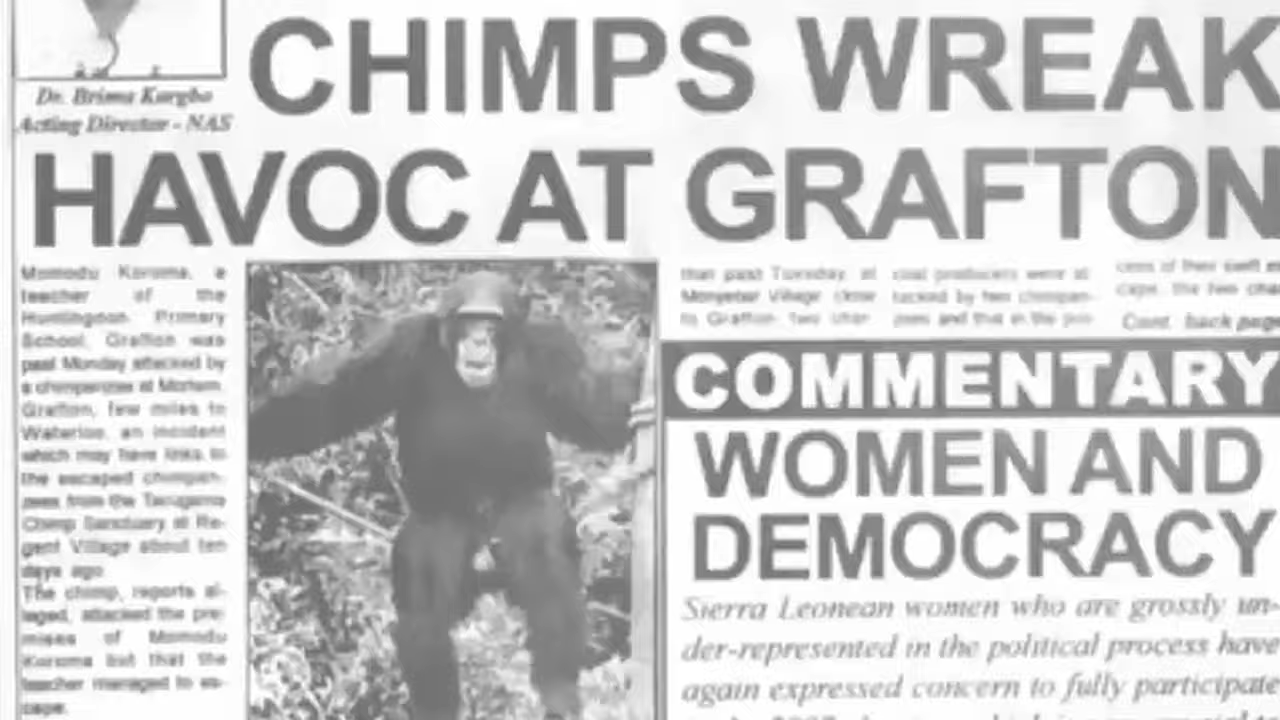 Dr. Brima Kargbo
Acting Director - NAS
CHIMPS WREAK
HAVOC AT GRAFTON
Momodu Koroma, a
teacher of the
Huntingdon Primary
School, Grafton was
past Monday attacked by
a chimpanzee at Mortem,
Grafton, few miles to
Waterloo, an incident
which may have links to
the escaped chimpan-
zees from the Tacugama
Chimp Sanctuary at Re-
gent Village about ten
days ago.
The chimp, reports al-
leged, attacked the pre-
mises of Momodu
Koroma but that the
teacher managed to es-
cape.
that past Tuesday, at
Village close
to Grafton two chim-
coal producers were at-
tacked by two chimpan-
zees and that in the
cess of their swift es-
cape, the two
Cont. back page
COMMENTARY
WOMEN AND
DEMOCRACY
Sierra Leonean women who are grossly un-
der-represented in the political process have
again expressed concern to fully participate